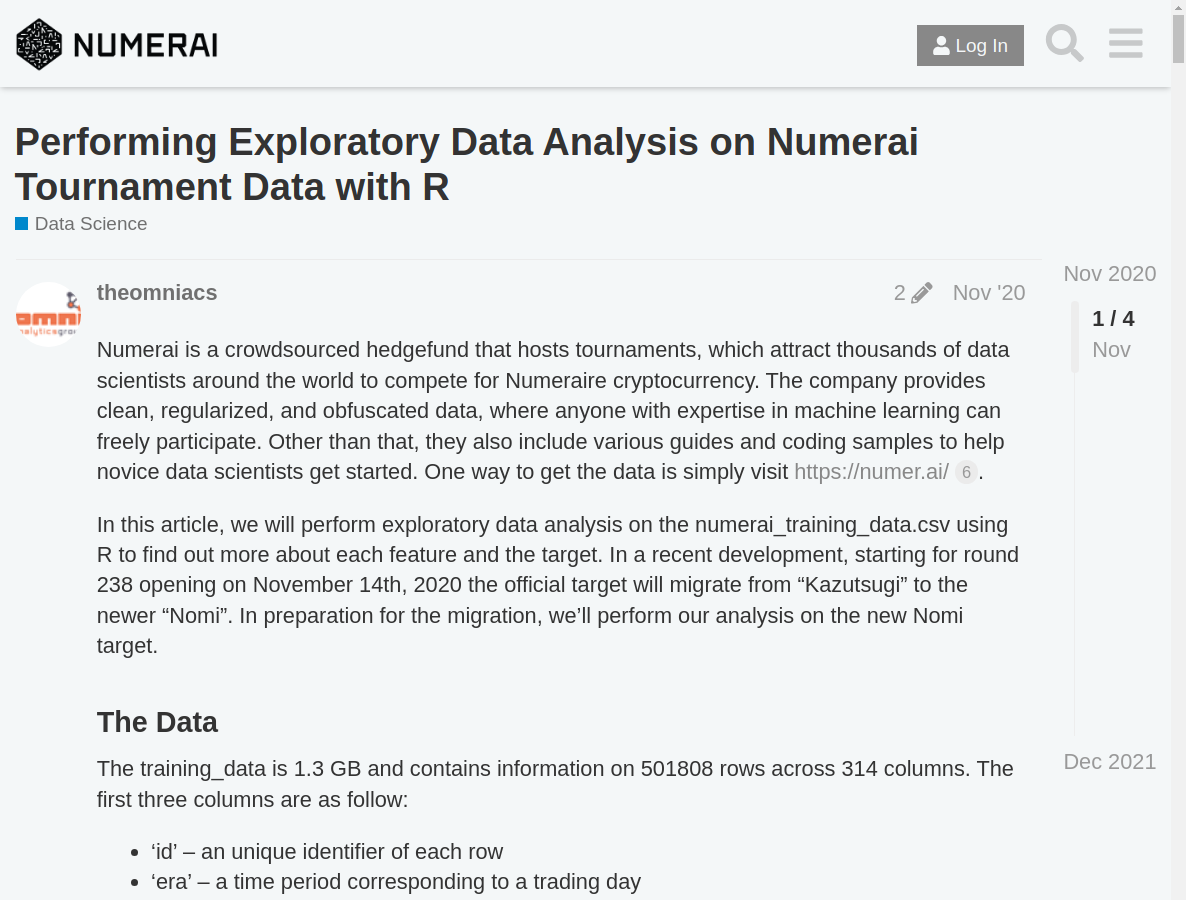 NUMERAI
Log In
Performing Exploratory Data Analysis on Numerai
Tournament Data with R
Data Science
theomniacs
2
Nov '20
Numerai is a crowdsourced hedgefund that hosts tournaments, which attract thousands of data
scientists around the world to compete for Numeraire cryptocurrency. The company provides
clean, regularized, and obfuscated data, where anyone with expertise in machine learning can
freely participate. Other than that, they also include various guides and coding samples to help
novice data scientists get started. One way to get the data is simply visit https://numer.ai/ 6.
In this article, we will perform exploratory data analysis on the numerai_training_data.csv using
R to find out more about each feature and the target. In a recent development, starting for round
238 opening on November 14th, 2020 the official target will migrate from “Kazutsugi” to the
newer “Nomi”. In preparation for the migration, we’ll perform our analysis on the new Nomi
target.
The Data
The training_data is 1.3 GB and contains information on 501808 rows across 314 columns. The
first three columns are as follow:
• ‘id’ – an unique identifier of each row
• ‘era’ – a time period corresponding to a trading day
Nov 2020
1 / 4
Nov
Dec 2021